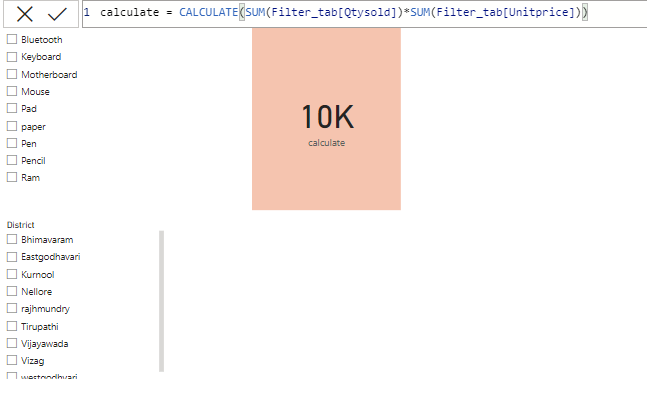 1 calculate = CALCULATE(SUM(Filter_tab[Qtysold])*SUM(Filter_tab[Unitprice]))
Bluetooth
Keyboard
Motherboard
Mouse
Pad
paper
Pen
Pencil
Ram
10K
calculate
District
Bhimavaram
Eastgodhavari
Kurnool
Nellore
rajhmundry
Tirupathi
Vijayawada
Vizag
westgodhvari